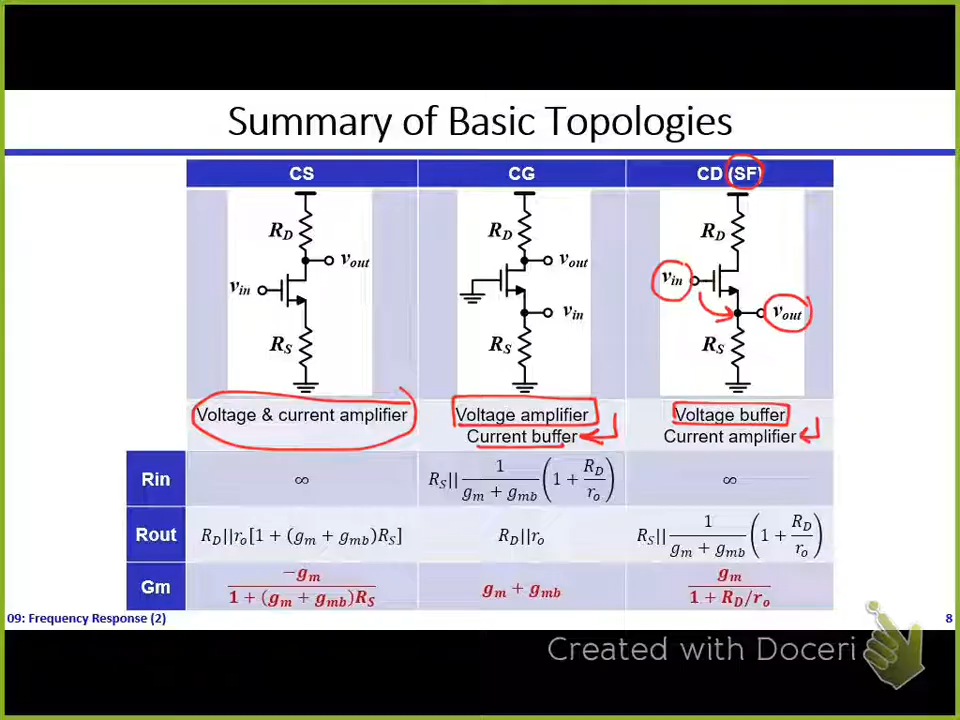 Summary of Basic Topologies
CS CG CD (SF)
R_D R_D R_D
v_out v_out
v_in v_in
v_in v_out
R_S R_S R_S
Voltage & current amplifier Voltage amplifier Voltage buffer
Current buffer Current amplifier
Rin ∞ R_S||1/(g_m + g_mb) (1 + R_D/r_o) ∞
Rout R_D||r_o[1 + (g_m + g_mb)R_S] R_D||r_o R_S||1/(g_m + g_mb) (1 + R_D/r_o)
Gm −g_m/(1 + (g_m + g_mb)R_S) g_m + g_mb g_m/(1 + R_D/r_o)
09: Frequency Response (2) 8
Created with Doceri